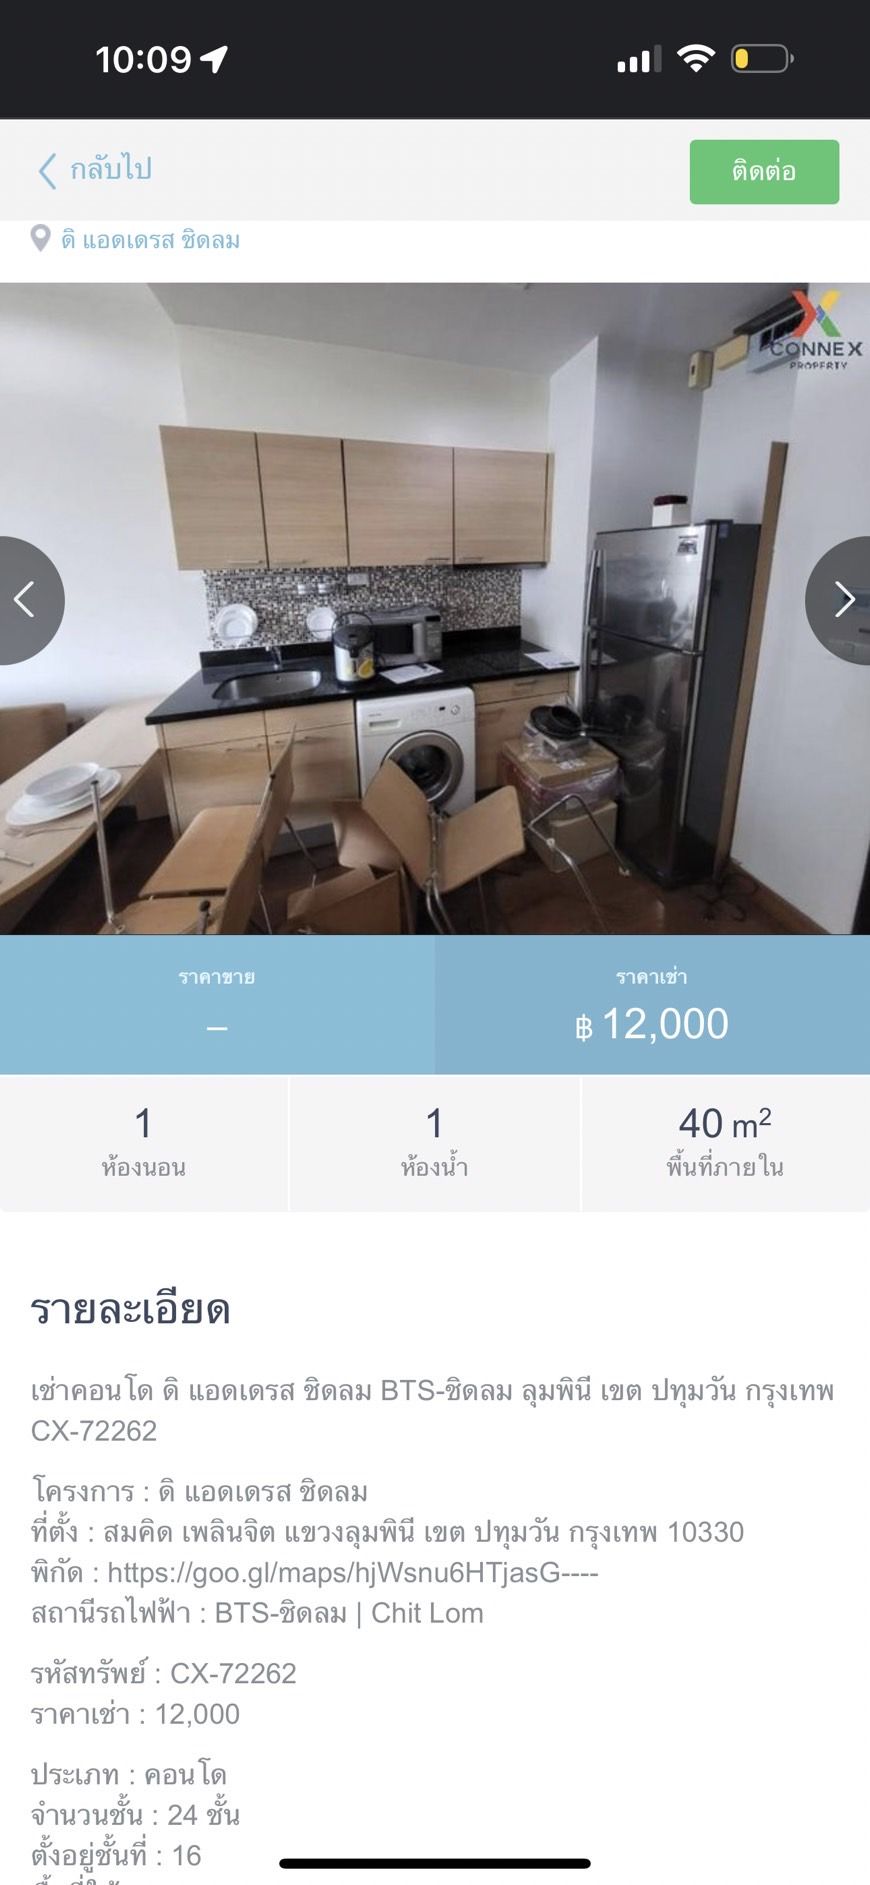 10:09
กลับไป
ติดต่อ
ดิ แอดเดรส ชิดลม
CONNEX
PROPERTY
ราคาขาย
–
ราคาเช่า
฿ 12,000
1
ห้องนอน
1
ห้องน้ำ
40 m²
พื้นที่ภายใน
รายละเอียด
เช่าคอนโด ดิ แอดเดรส ชิดลม BTS-ชิดลม ลุมพินี เขต ปทุมวัน กรุงเทพ
CX-72262
โครงการ : ดิ แอดเดรส ชิดลม
ที่ตั้ง : สมคิด เพลินจิต แขวงลุมพินี เขต ปทุมวัน กรุงเทพ 10330
พิกัด : https://goo.gl/maps/hjWsnu6HTjasG----
สถานีรถไฟฟ้า : BTS-ชิดลม | Chit Lom
รหัสทรัพย์ : CX-72262
ราคาเช่า : 12,000
ประเภท : คอนโด
จำนวนชั้น : 24 ชั้น
ตั้งอยู่ชั้นที่ : 16